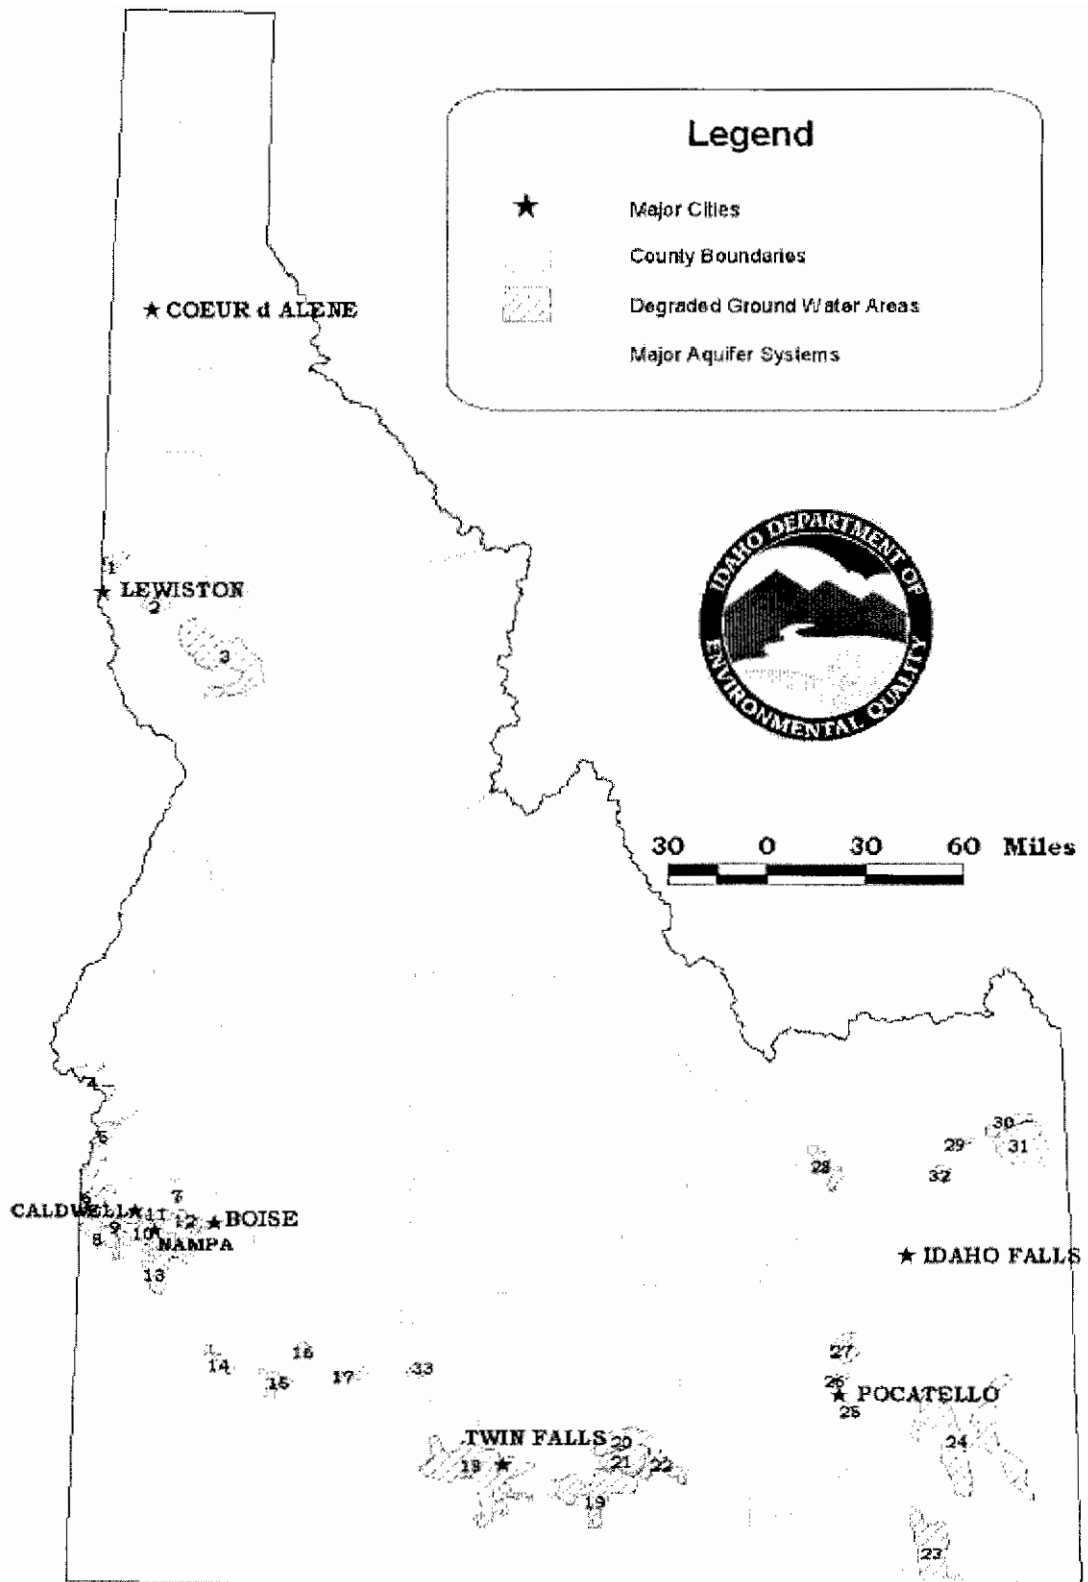 Legend
Major Cities
County Boundaries
Degraded Ground Water Areas
Major Aquifer Systems
COEUR d ALENE
IDAHO DEPARTMENT OF
ENVIRONMENTAL QUALITY
1
LEWISTON
2
3
30 0 30 60 Miles
4
5
30
29
31
28
32
6
7
CALDWELL
11
12
BOISE
8
9
10
NAMPA
13
IDAHO FALLS
14
15
16
17
33
27
26
POCATELLO
25
TWIN FALLS
20
18
21
22
24
19
23